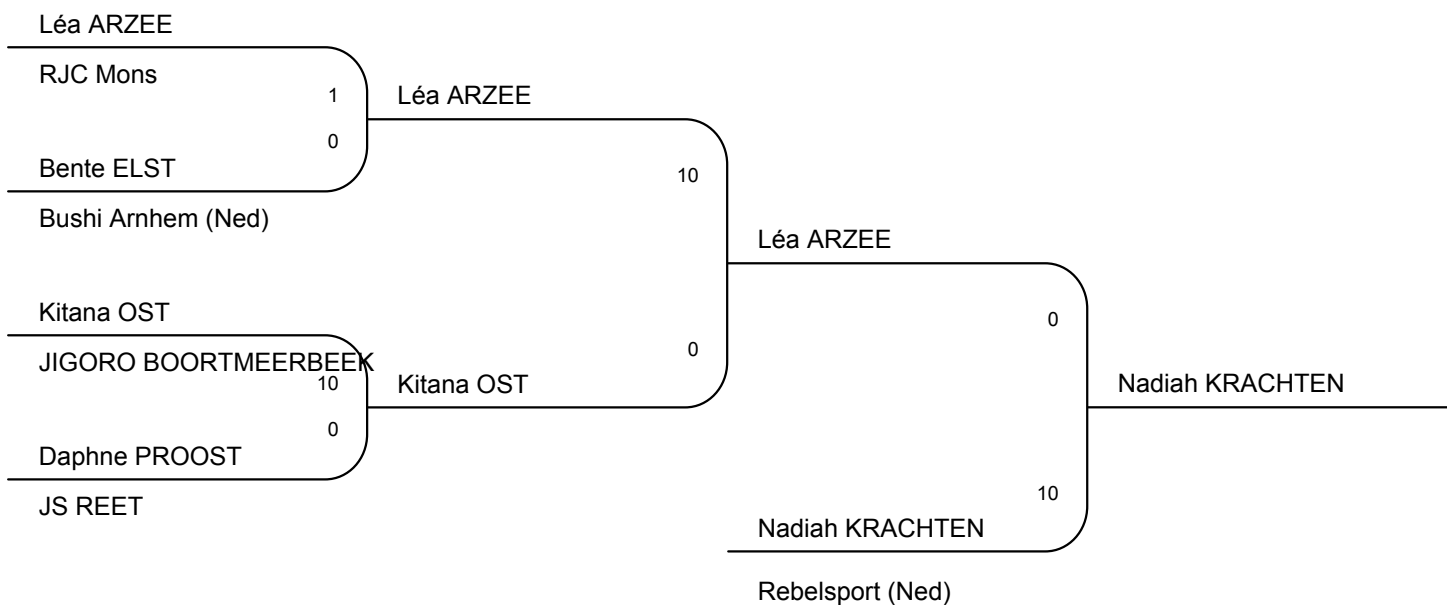 Léa ARZEE
RJC Mons
1
Léa ARZEE
0
Bente ELST
10
Bushi Arnhem (Ned)
Léa ARZEE
Kitana OST
0
JIGORO BOORTMEERBEEK
0
10
Kitana OST
Nadiah KRACHTEN
0
Daphne PROOST
10
JS REET
Nadiah KRACHTEN
Rebelsport (Ned)